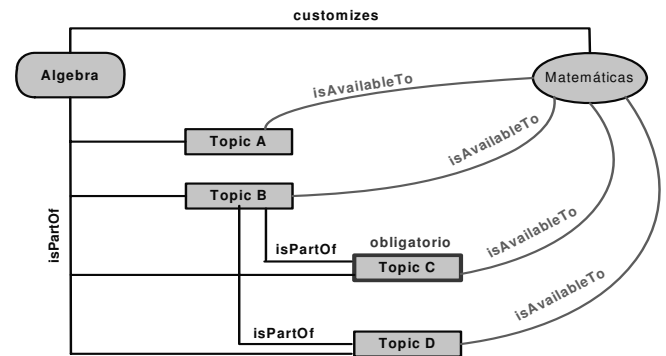 customizes
Algebra
Matemáticas
isAvailableTo
Topic A
isAvailableTo
Topic B
isPartOf
isPartOf
obligatorio
Topic C
isAvailableTo
isAvailableTo
isPartOf
Topic D